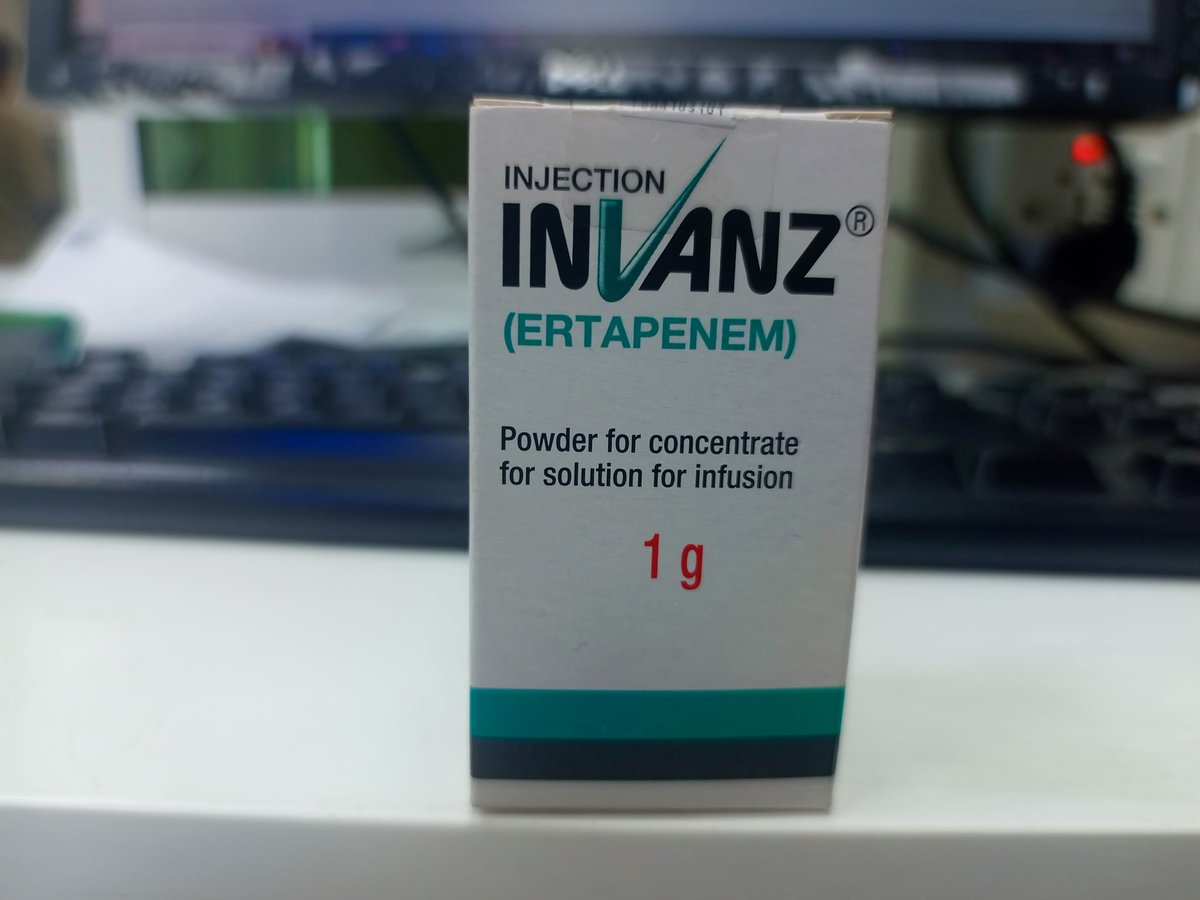 INJECTION
INVANZ®
(ERTAPENEM)
Powder for concentrate
for solution for infusion
1 g